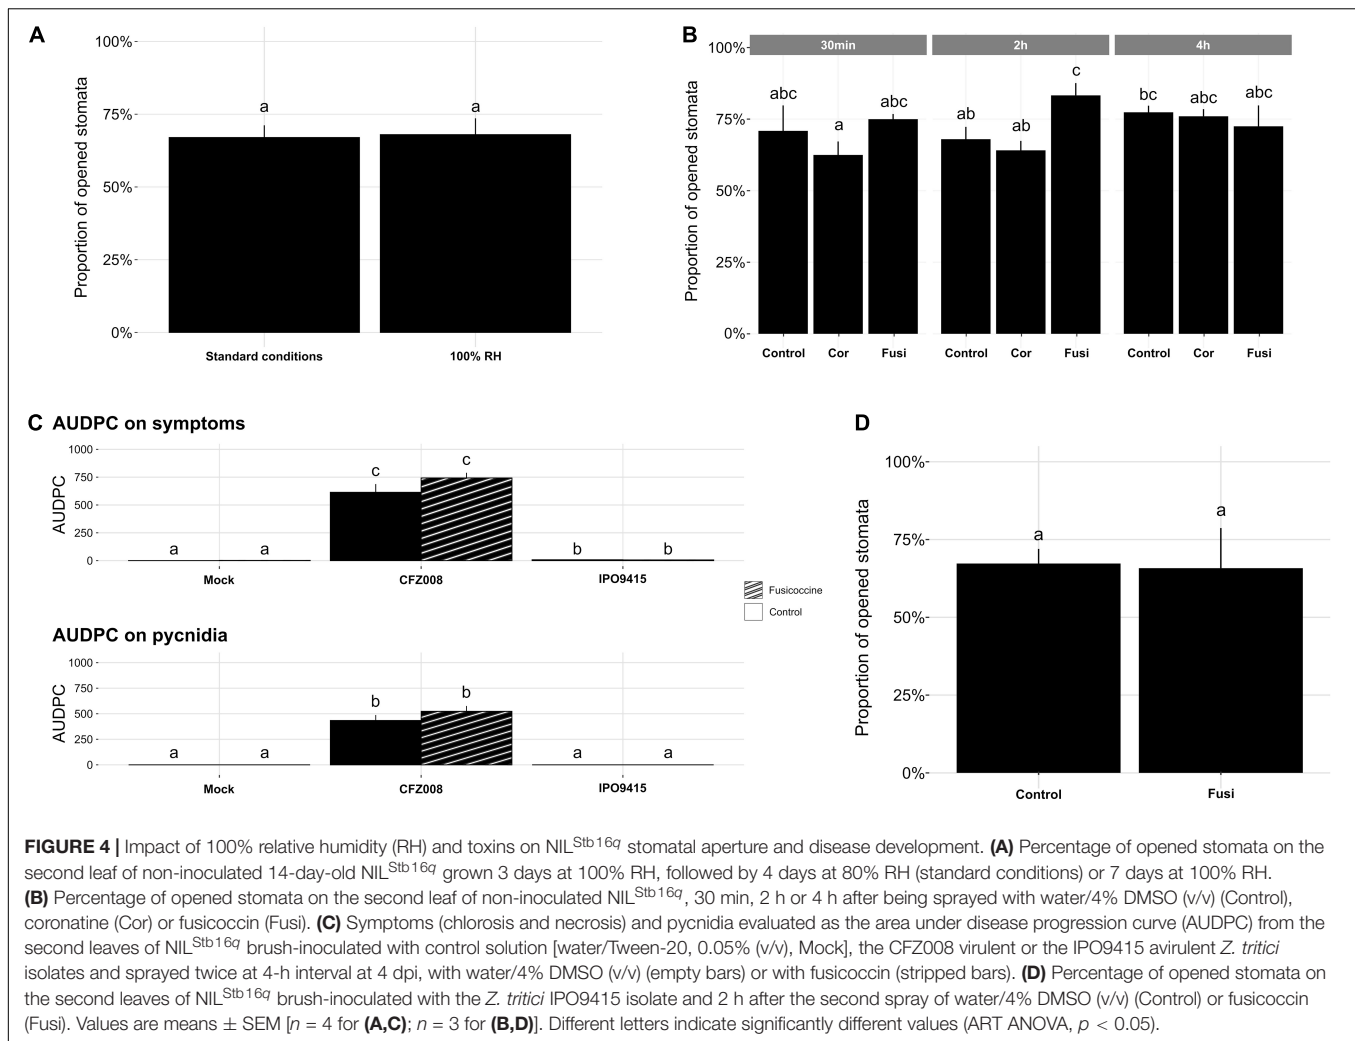 A
100%
75%
50%
25%
0%
Proportion of opened stomata
a
a
Standard conditions
100% RH
B
30min
2h
4h
100%
75%
50%
25%
0%
Proportion of opened stomata
abc
a
abc
ab
ab
c
bc
abc
abc
Control
Cor
Fusi
Control
Cor
Fusi
Control
Cor
Fusi
C AUDPC on symptoms
1000
750
500
250
0
AUDPC
a
a
c
c
b
b
Mock
CFZ008
IPO9415
Fusicoccine
Control
AUDPC on pycnidia
1000
750
500
250
0
AUDPC
a
a
b
b
a
a
Mock
CFZ008
IPO9415
D
100%
75%
50%
25%
0%
Proportion of opened stomata
a
a
Control
Fusi
FIGURE 4 | Impact of 100% relative humidity (RH) and toxins on NILStb16q stomatal aperture and disease development. (A) Percentage of opened stomata on the
second leaf of non-inoculated 14-day-old NILStb16q grown 3 days at 100% RH, followed by 4 days at 80% RH (standard conditions) or 7 days at 100% RH.
(B) Percentage of opened stomata on the second leaf of non-inoculated NILStb16q, 30 min, 2 h or 4 h after being sprayed with water/4% DMSO (v/v) (Control),
coronatine (Cor) or fusicoccin (Fusi). (C) Symptoms (chlorosis and necrosis) and pycnidia evaluated as the area under disease progression curve (AUDPC) from the
second leaves of NILStb16q brush-inoculated with control solution [water/Tween-20, 0.05% (v/v), Mock], the CFZ008 virulent or the IPO9415 avirulent Z. tritici
isolates and sprayed twice at 4-h interval at 4 dpi, with water/4% DMSO (v/v) (empty bars) or with fusicoccin (stripped bars). (D) Percentage of opened stomata on
the second leaves of NILStb16q brush-inoculated with the Z. tritici IPO9415 isolate and 2 h after the second spray of water/4% DMSO (v/v) (Control) or fusicoccin
(Fusi). Values are means ± SEM [n = 4 for (A,C); n = 3 for (B,D)]. Different letters indicate significantly different values (ART ANOVA, p < 0.05).